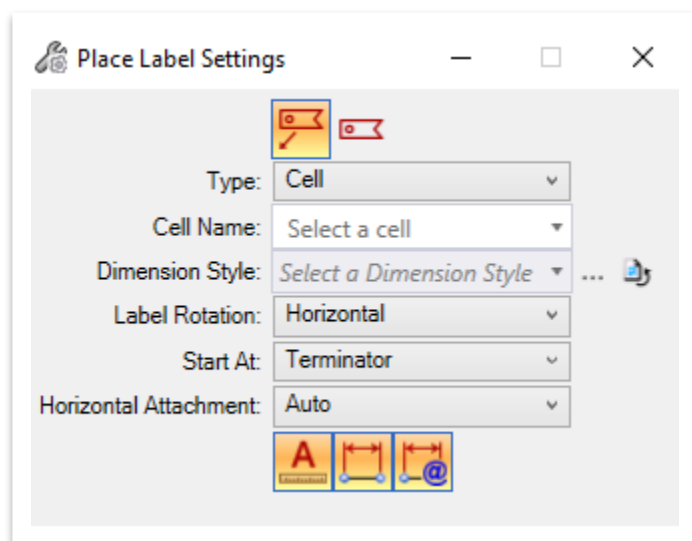 Place Label Settings
Type: Cell
Cell Name: Select a cell
Dimension Style: Select a Dimension Style ...
Label Rotation: Horizontal
Start At: Terminator
Horizontal Attachment: Auto
A @